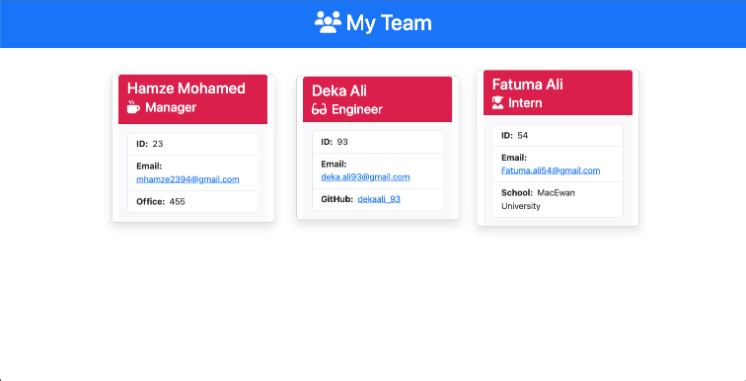 My Team
Hamze Mohamed
Manager
ID: 23
Email:
mhamze2394@gmail.com
Office: 455
Deka Ali
Engineer
ID: 93
Email:
deka.ali93@gmail.com
GitHub: dekaali_93
Fatuma Ali
Intern
ID: 54
Email:
Fatuma.ali54@gmail.com
School: MacEwan
University